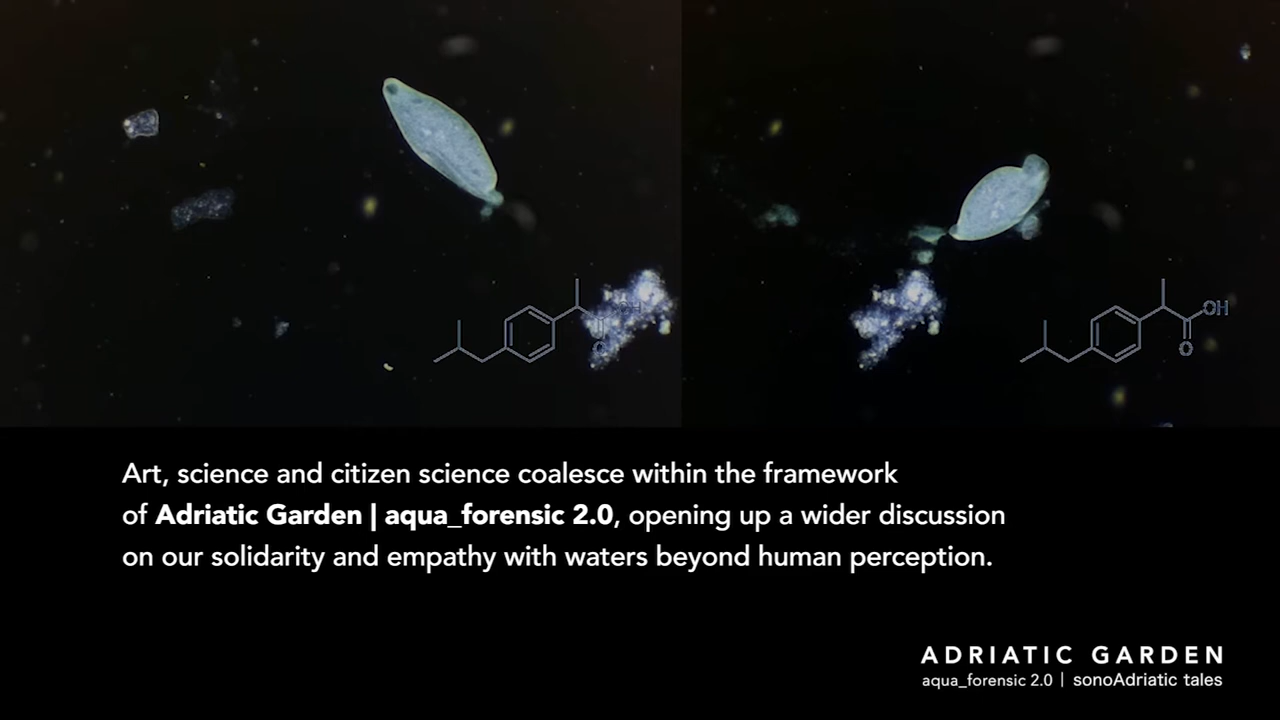 OH
O
OH
O
Art, science and citizen science coalesce within the framework
of Adriatic Garden | aqua_forensic 2.0, opening up a wider discussion
on our solidarity and empathy with waters beyond human perception.
ADRIATIC GARDEN
aqua_forensic 2.0 | sonoAdriatic tales